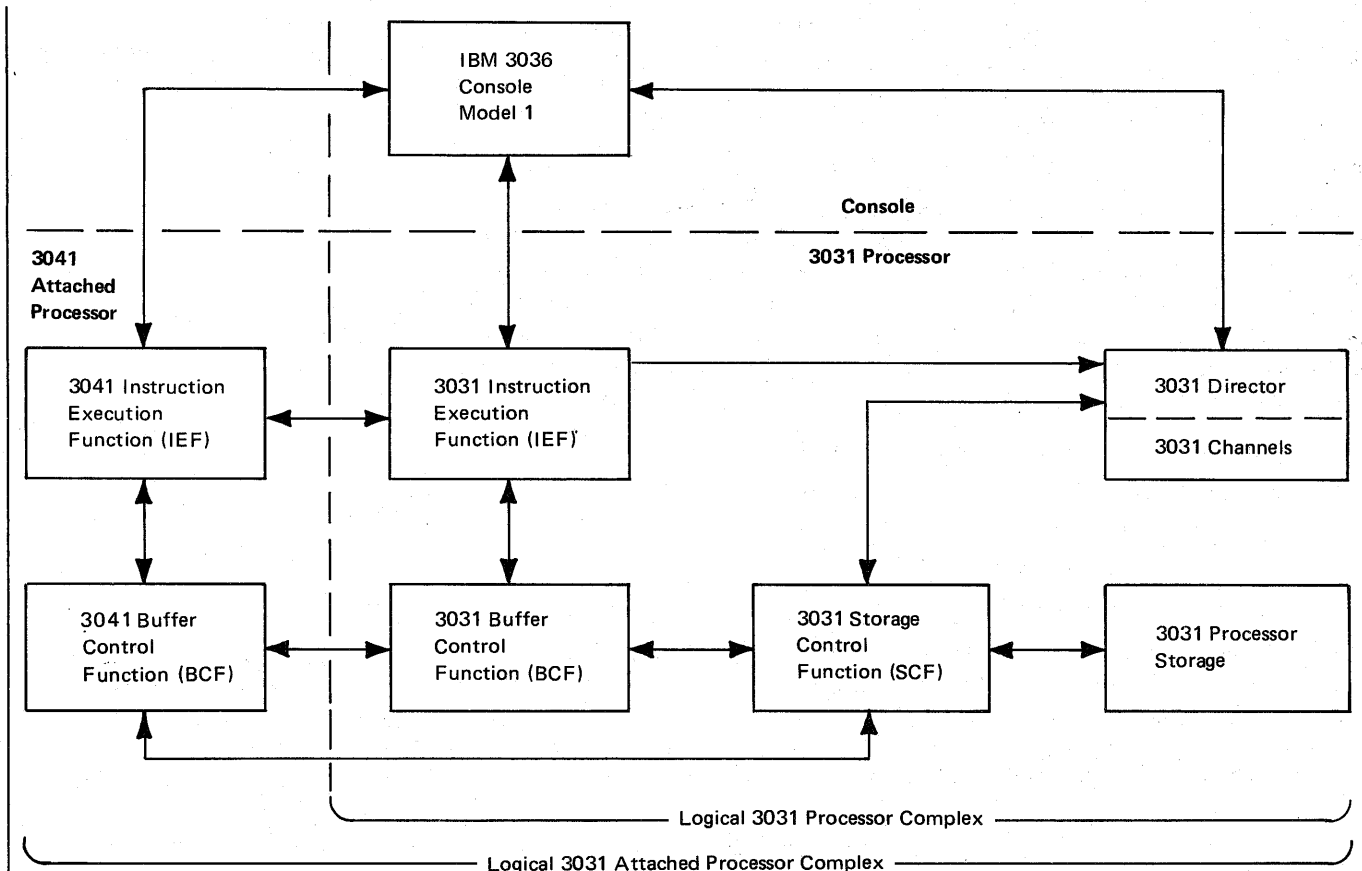 IBM 3036
Console
Model 1
Console
3041
Attached
Processor
3031 Processor
3041 Instruction
Execution
Function (IEF)
3031 Instruction
Execution
Function (IEF)
3031 Director
3031 Channels
3041 Buffer
Control
Function (BCF)
3031 Buffer
Control
Function (BCF)
3031 Storage
Control
Function (SCF)
3031 Processor
Storage
Logical 3031 Processor Complex
Logical 3031 Attached Processor Complex